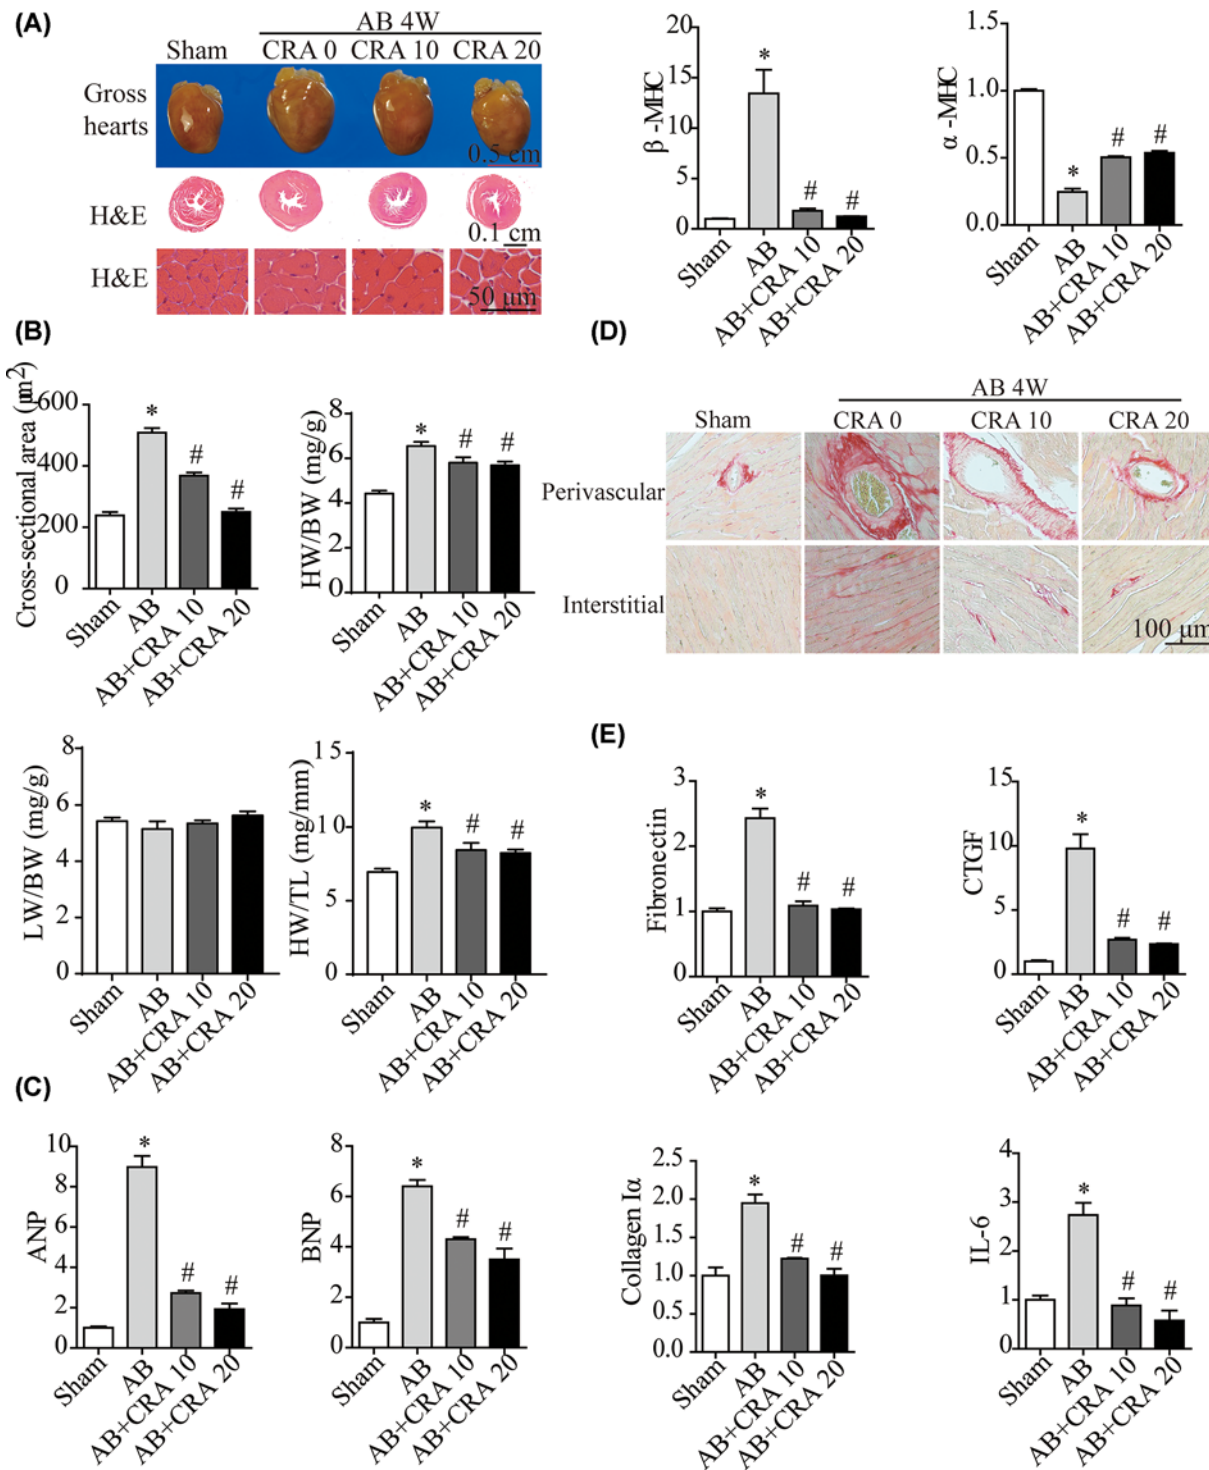 (A)
AB 4W
Sham CRA 0 CRA 10 CRA 20
Gross
hearts
0.5 cm
H&E
0.1 cm
H&E
50 μm
β -MHC
20
15
10
5
0
*
#
#
Sham
AB
AB+CRA 10
AB+CRA 20
α -MHC
1.5
1.0
0.5
0.0
*
#
#
Sham
AB
AB+CRA 10
AB+CRA 20
(B)
Cross-sectional area (μm²)
600
400
200
0
*
#
#
Sham
AB
AB+CRA 10
AB+CRA 20
HW/BW (mg/g)
8
6
4
2
0
*
#
#
Sham
AB
AB+CRA 10
AB+CRA 20
LW/BW (mg/g)
8
6
4
2
0
Sham
AB
AB+CRA 10
AB+CRA 20
HW/TL (mg/mm)
15
10
5
0
*
#
#
Sham
AB
AB+CRA 10
AB+CRA 20
(C)
ANP
10
8
6
4
2
0
*
#
#
Sham
AB
AB+CRA 10
AB+CRA 20
BNP
8
6
4
2
0
*
#
#
Sham
AB
AB+CRA 10
AB+CRA 20
(D)
AB 4W
Sham CRA 0 CRA 10 CRA 20
Perivascular
Interstitial
100 μm
(E)
Fibronectin
3
2
1
0
*
#
#
Sham
AB
AB+CRA 10
AB+CRA 20
CTGF
15
10
5
0
*
#
#
Sham
AB
AB+CRA 10
AB+CRA 20
Collagen Iα
2.5
2.0
1.5
1.0
0.5
0.0
*
#
#
Sham
AB
AB+CRA 10
AB+CRA 20
IL-6
4
3
2
1
0
*
#
#
Sham
AB
AB+CRA 10
AB+CRA 20